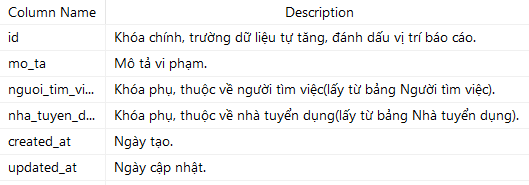 Column Name Description
id Khóa chính, trường dữ liệu tự tăng, đánh dấu vị trí báo cáo.
mo_ta Mô tả vi phạm.
nguoi_tim_vi... Khóa phụ, thuộc về người tìm việc(lấy từ bảng Người tìm việc).
nha_tuyen_d... Khóa phụ, thuộc về nhà tuyển dụng(lấy từ bảng Nhà tuyển dụng).
created_at Ngày tạo.
updated_at Ngày cập nhật.